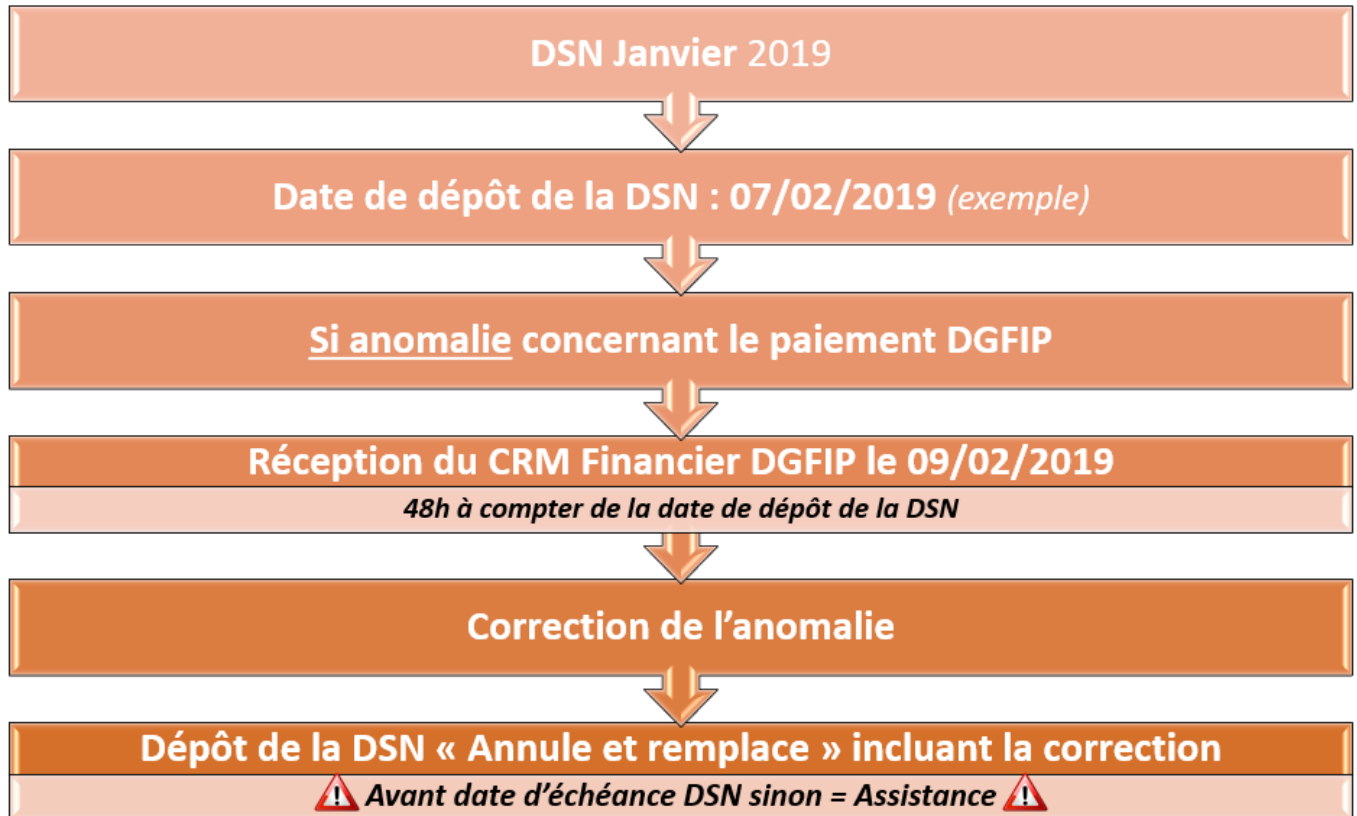 DSN Janvier 2019
Date de dépôt de la DSN : 07/02/2019 (exemple)
Si anomalie concernant le paiement DGFIP
Réception du CRM Financier DGFIP le 09/02/2019
48h à compter de la date de dépôt de la DSN
Correction de l’anomalie
Dépôt de la DSN « Annule et remplace » incluant la correction
Avant date d’échéance DSN sinon = Assistance